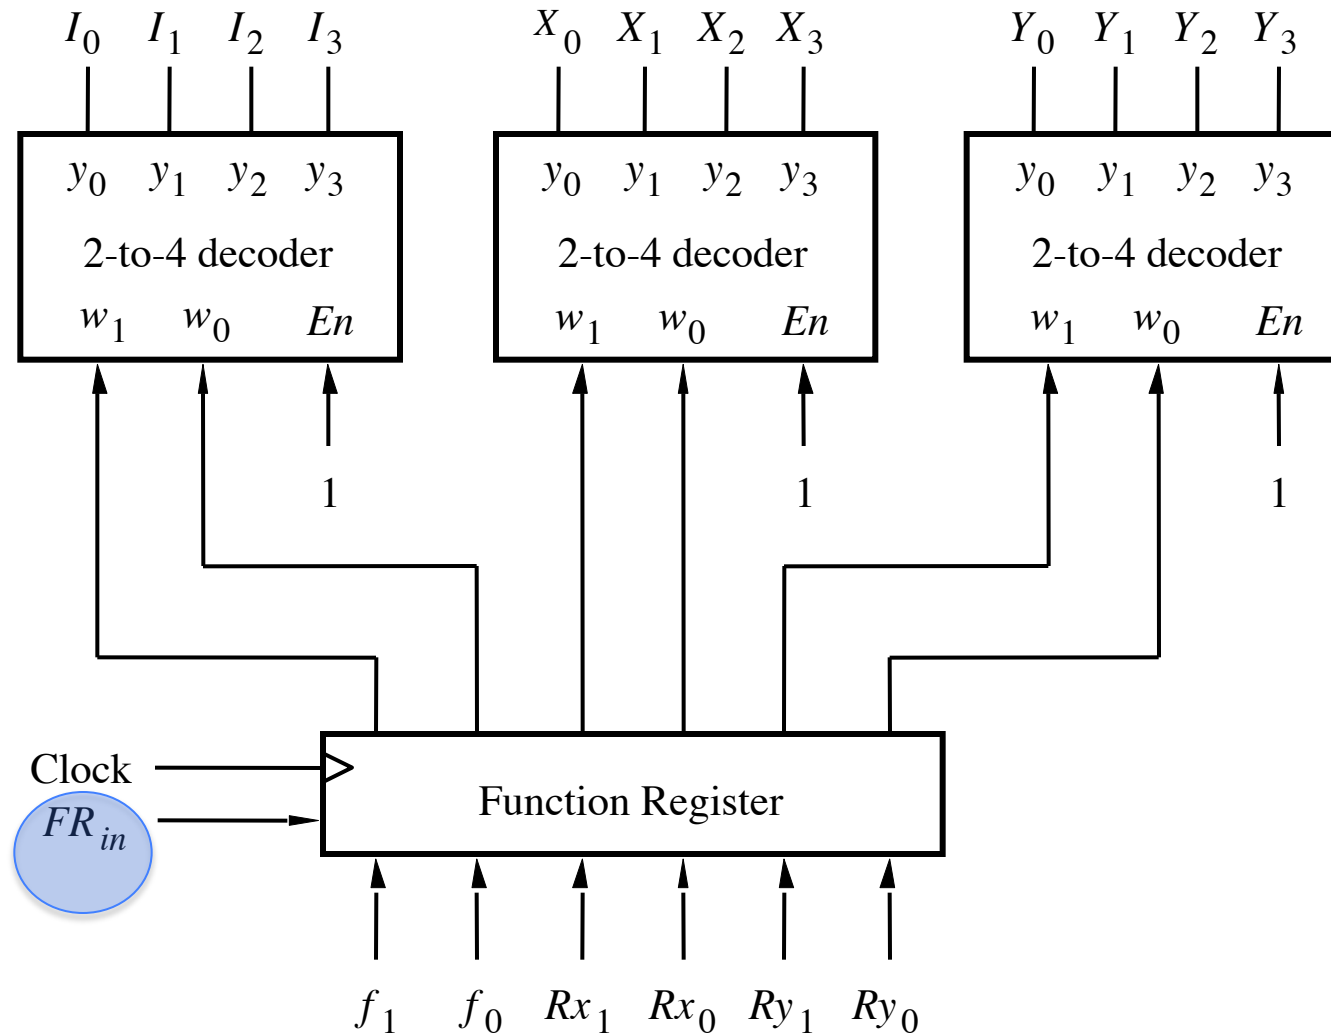 I0 I1 I2 I3 X0 X1 X2 X3 Y0 Y1 Y2 Y3
y0 y1 y2 y3 y0 y1 y2 y3 y0 y1 y2 y3
2-to-4 decoder 2-to-4 decoder 2-to-4 decoder
w1 w0 En w1 w0 En w1 w0 En
1 1 1
Clock
FRin
Function Register
f1 f0 Rx1 Rx0 Ry1 Ry0